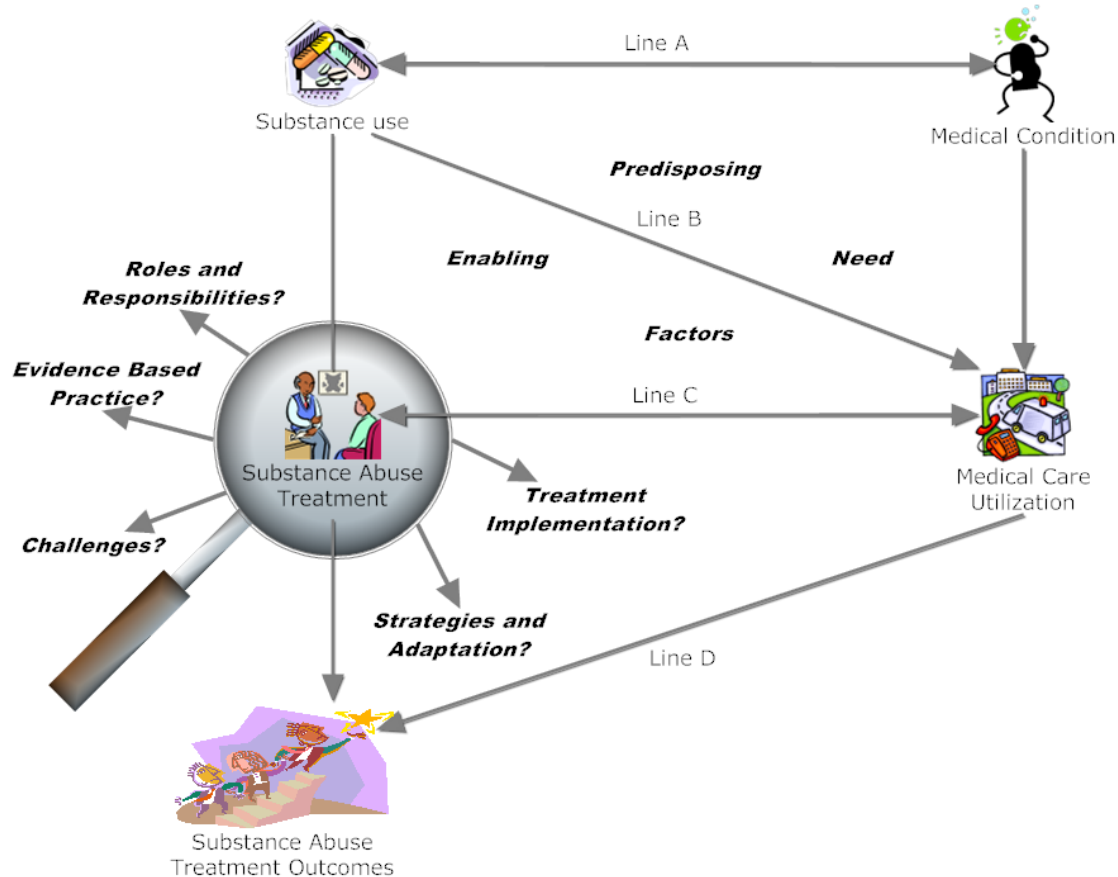 Line A
Substance use
Medical Condition
Predisposing
Line B
Enabling
Need
Roles and
Responsibilities?
Factors
Evidence Based
Practice?
Line C
Substance Abuse
Treatment
Medical Care
Utilization
Treatment
Implementation?
Challenges?
Strategies and
Adaptation?
Line D
Substance Abuse
Treatment Outcomes